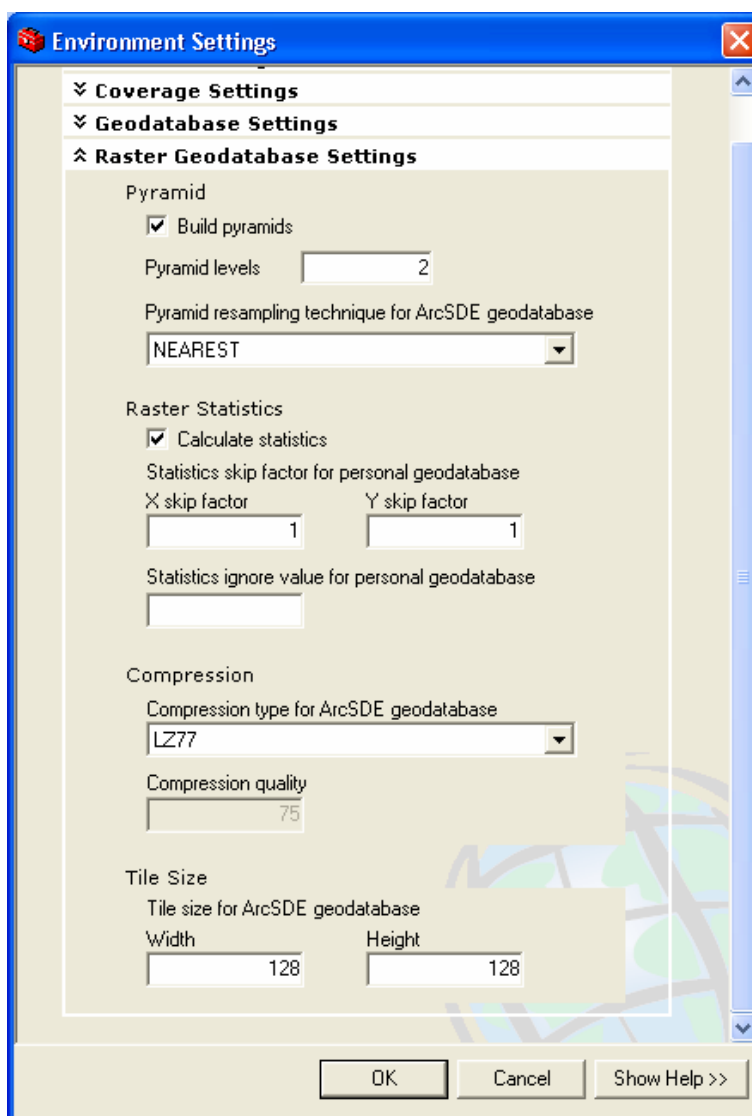 Environment Settings
Coverage Settings
Geodatabase Settings
Raster Geodatabase Settings
Pyramid
Build pyramids
Pyramid levels 2
Pyramid resampling technique for ArcSDE geodatabase
NEAREST
Raster Statistics
Calculate statistics
Statistics skip factor for personal geodatabase
X skip factor Y skip factor
1 1
Statistics ignore value for personal geodatabase
Compression
Compression type for ArcSDE geodatabase
LZ77
Compression quality
75
Tile Size
Tile size for ArcSDE geodatabase
Width Height
128 128
OK Cancel Show Help >>